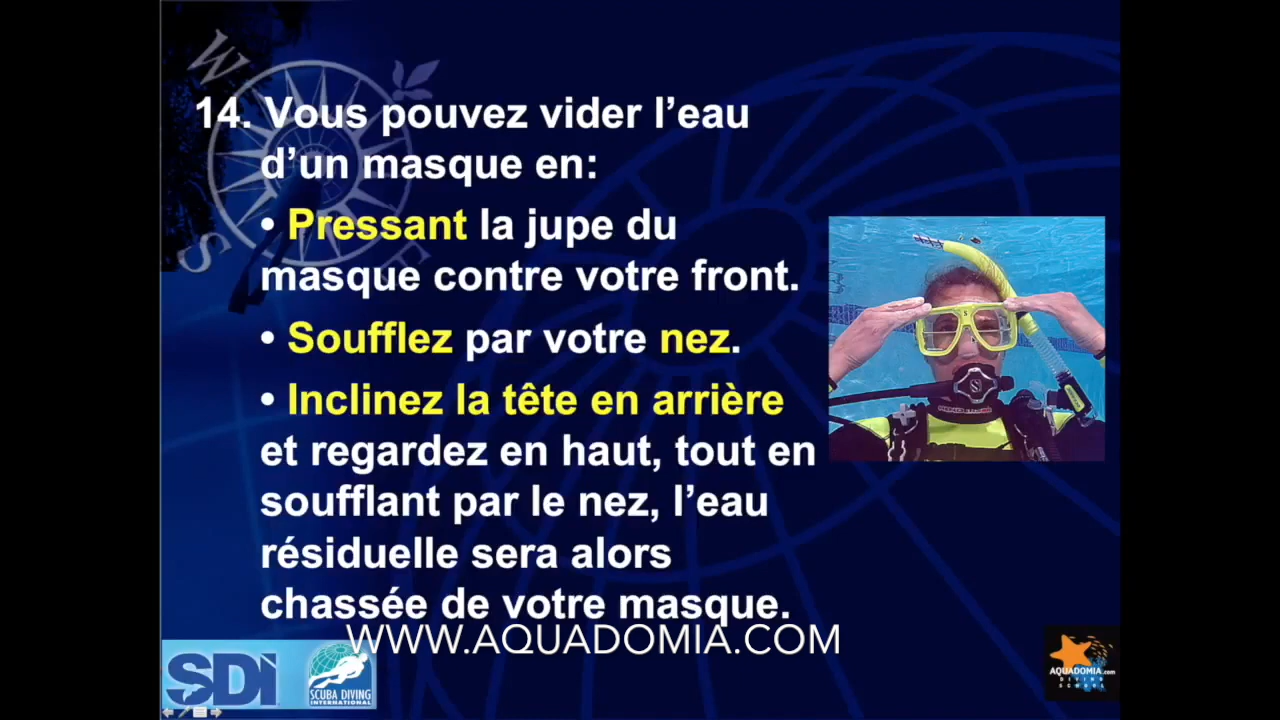 14. Vous pouvez vider l’eau
d’un masque en:
• Pressant la jupe du
masque contre votre front.
• Soufflez par votre nez.
• Inclinez la tête en arrière
et regardez en haut, tout en
soufflant par le nez, l’eau
résiduelle sera alors
chassée de votre masque.
WWW.AQUADOMIA.COM
SDI
SCUBA DIVING
INTERNATIONAL
AQUADOMIA.com
DIVING
SCHOOL
W
S
E